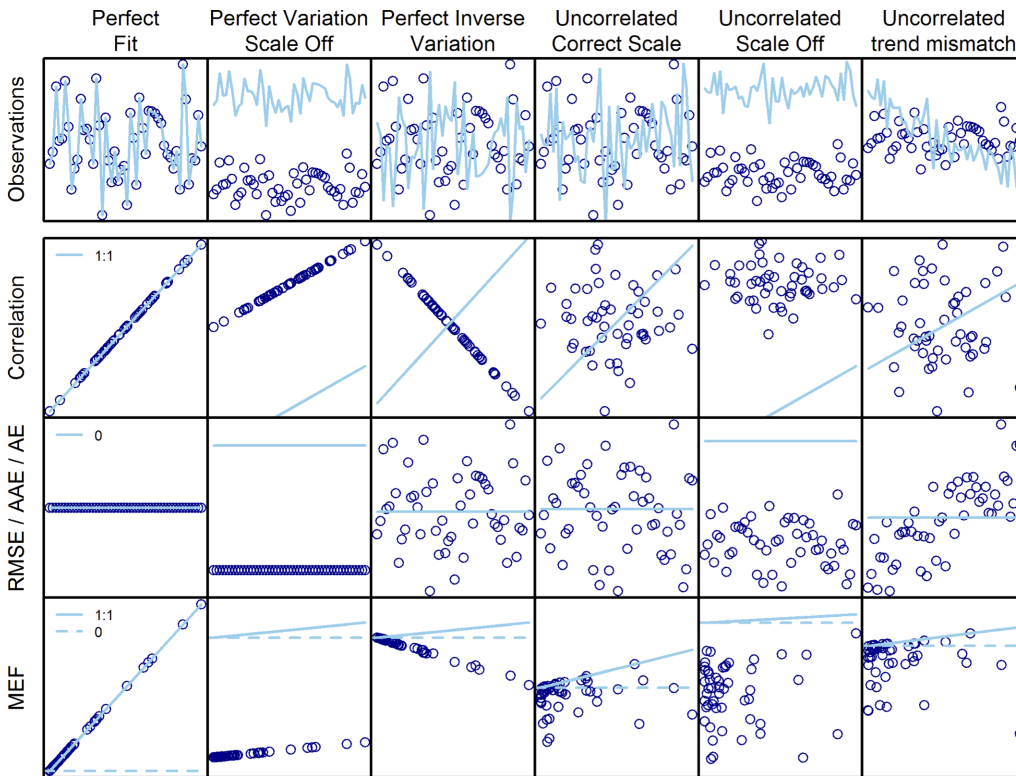 Perfect
Fit
Perfect Variation
Scale Off
Perfect Inverse
Variation
Uncorrelated
Correct Scale
Uncorrelated
Scale Off
Uncorrelated
trend mismatch
Observations
Correlation
1:1
RMSE / AAE / AE
0
MEF
1:1
0